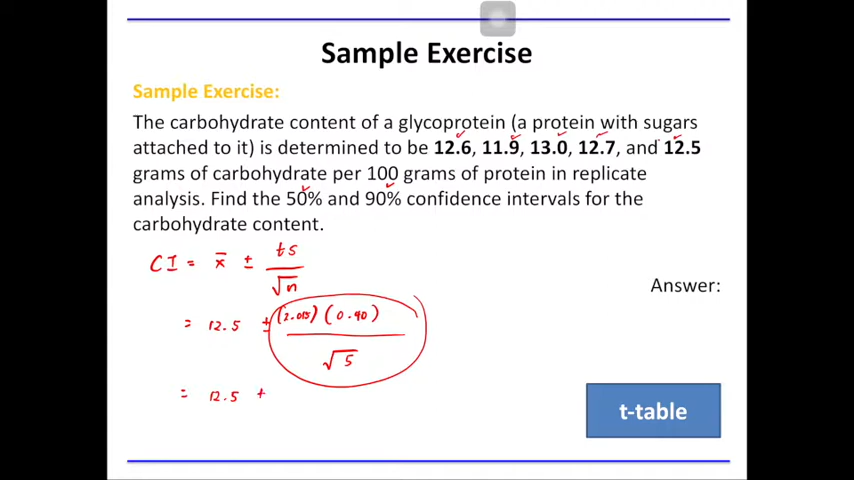 Sample Exercise
Sample Exercise:
The carbohydrate content of a glycoprotein (a protein with sugars
attached to it) is determined to be 12.6, 11.9, 13.0, 12.7, and 12.5
grams of carbohydrate per 100 grams of protein in replicate
analysis. Find the 50% and 90% confidence intervals for the
carbohydrate content.
CI = x̄ ± ts / √n
Answer:
= 12.5 ± (2.015) (0.40) / √5
= 12.5 +
t-table